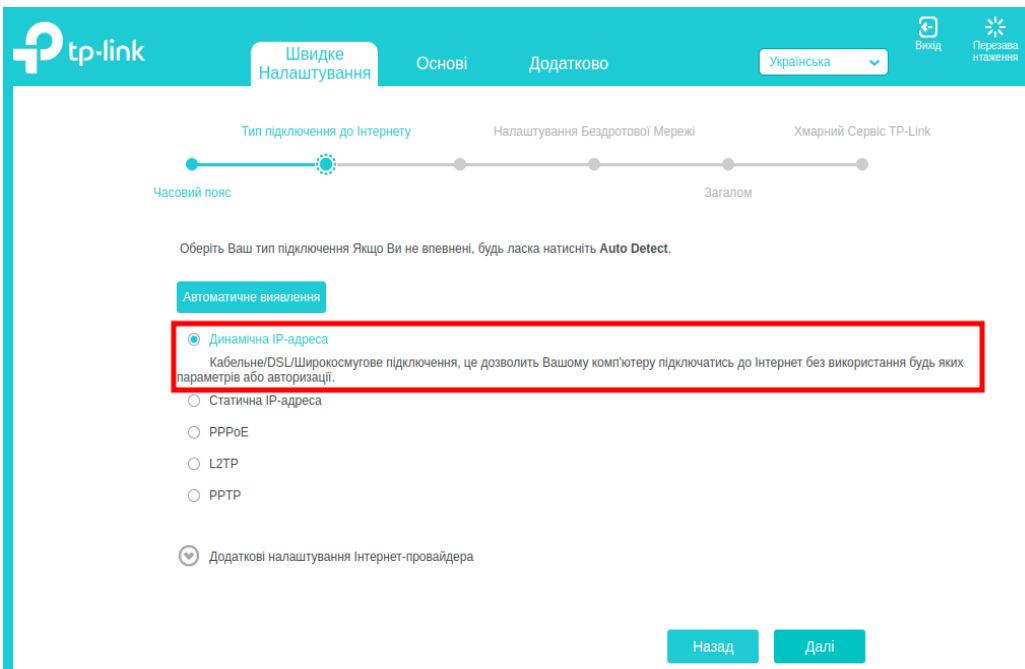 tp-link
Швидке
Налаштування
Основі
Додатково
Українська
Вихід
Перезава
нтаження
Тип підключення до Інтернету
Налаштування Бездротової Мережі
Хмарний Сервіс TP-Link
Часовий пояс
Загалом
Оберіть Ваш тип підключення Якщо Ви не впевнені, будь ласка натисніть Auto Detect.
Автоматичне виявлення
Динамічна IP-адреса
Кабельне/DSL/Широкосмугове підключення, це дозволить Вашому комп'ютеру підключатись до Інтернет без використання будь яких
параметрів або авторизації.
Статична IP-адреса
PPPoE
L2TP
PPTP
Додаткові налаштування Інтернет-провайдера
Назад
Далі